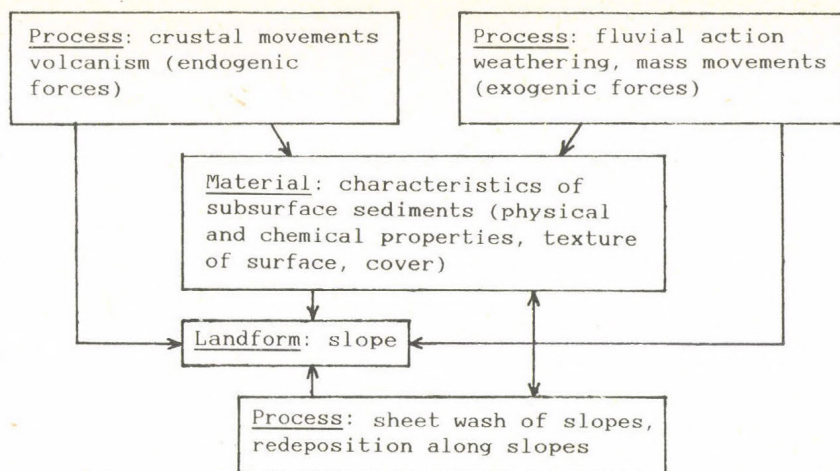 Process: crustal movements
volcanism (endogenic
forces)
Process: fluvial action
weathering, mass movements
(exogenic forces)
Material: characteristics of
subsurface sediments (physical
and chemical properties, texture
of surface, cover)
Landform: slope
Process: sheet wash of slopes,
redeposition along slopes